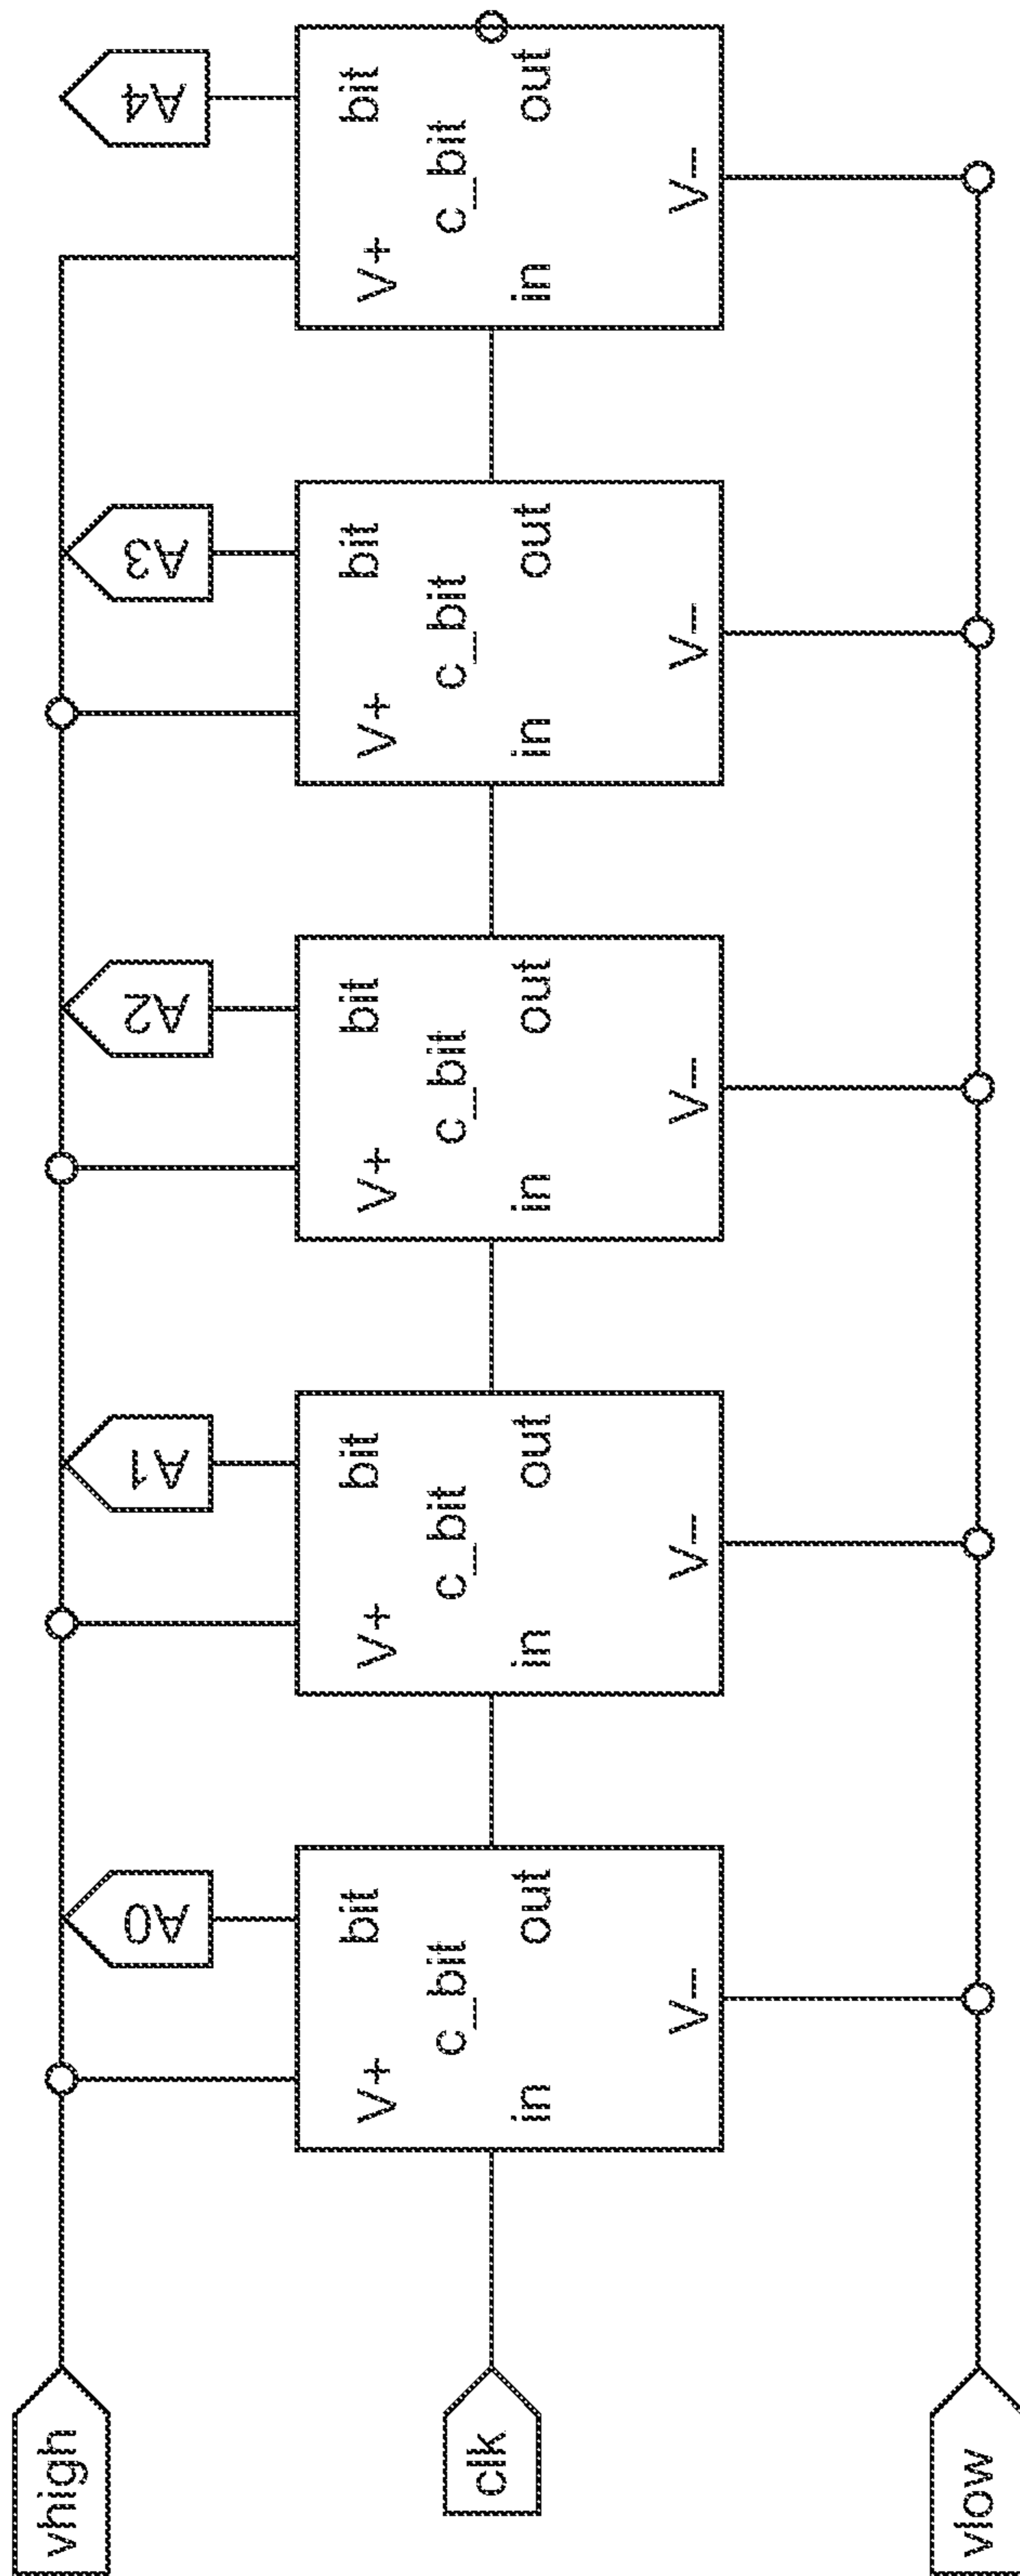 vhigh
clk
vlow
A0
V+
bit
c_bit
in
out
V-
A1
V+
bit
c_bit
in
out
V-
A2
V+
bit
c_bit
in
out
V-
A3
V+
bit
c_bit
in
out
V-
A4
V+
bit
c_bit
in
out
V-